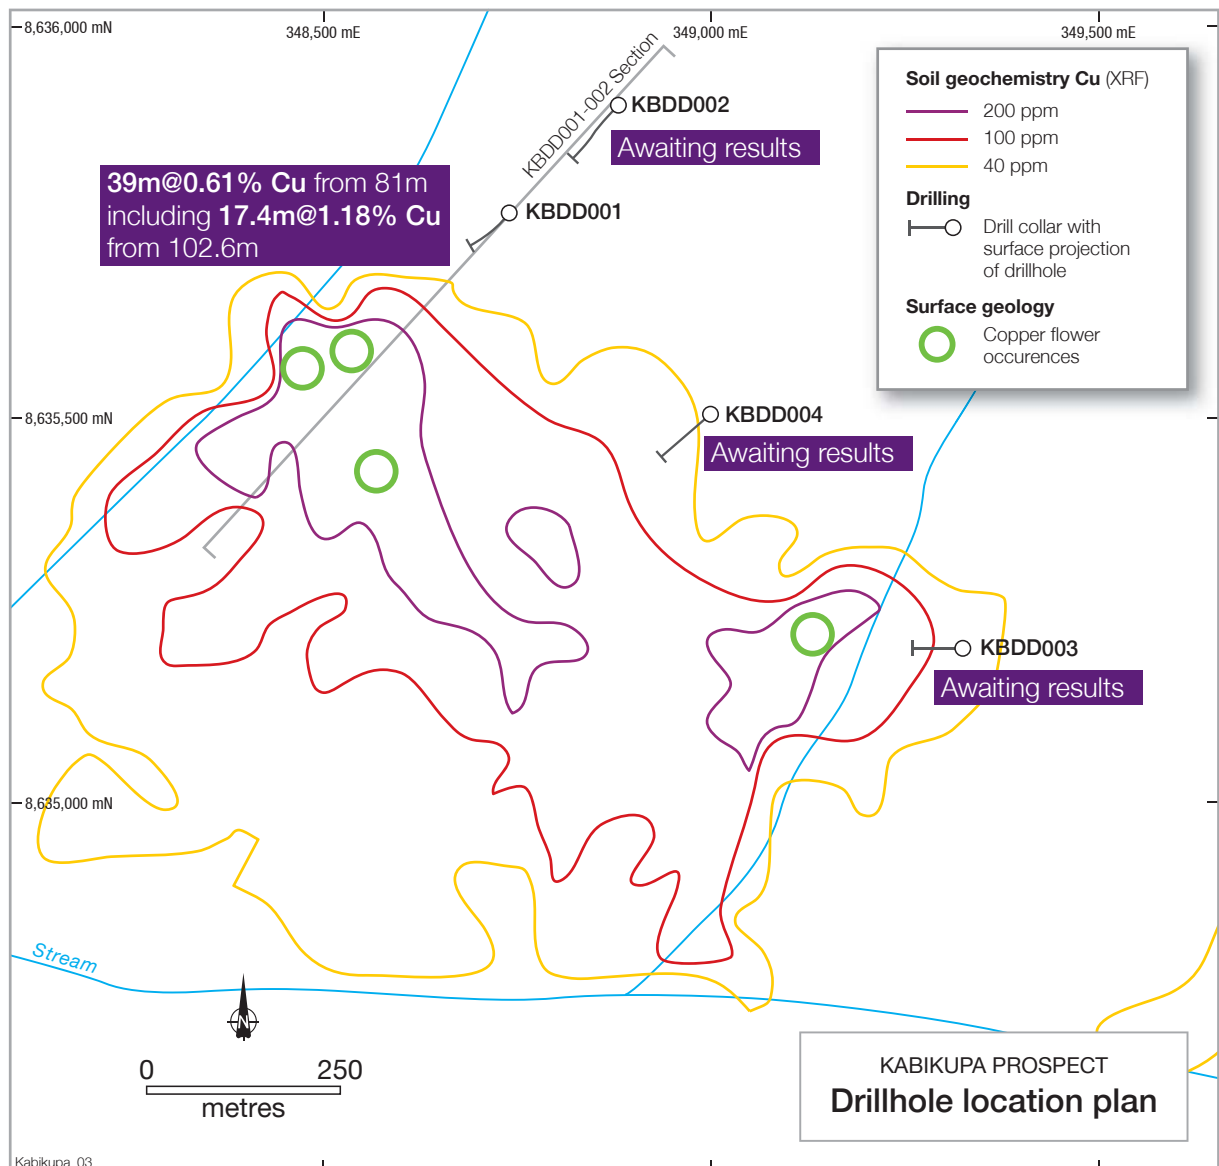 8,636,000 mN
348,500 mE
349,000 mE
349,500 mE
KBDD001-002 Section
KBDD002
Awaiting results
Soil geochemistry Cu (XRF)
200 ppm
100 ppm
40 ppm
Drilling
Drill collar with
surface projection
of drillhole
Surface geology
Copper flower
occurences
39m@0.61% Cu from 81m
including 17.4m@1.18% Cu
from 102.6m
KBDD001
8,635,500 mN
KBDD004
Awaiting results
KBDD003
Awaiting results
8,635,000 mN
Stream
N
0 250
metres
KABIKUPA PROSPECT
Drillhole location plan
Kabikupa_03